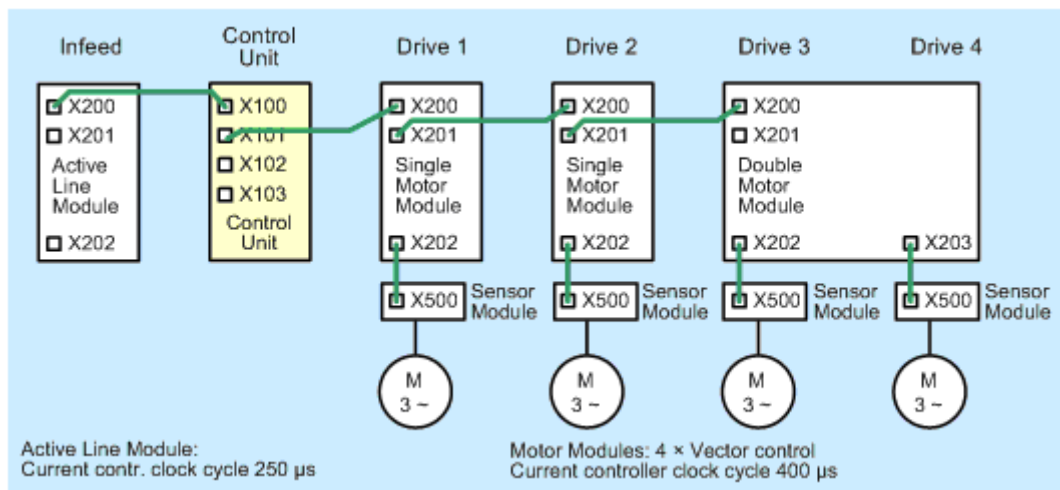 Infeed
Control
Unit
Drive 1
Drive 2
Drive 3
Drive 4
X200
X201
Active
Line
Module
X202
X100
X101
X102
X103
Control
Unit
X200
X201
Single
Motor
Module
X202
X200
X201
Single
Motor
Module
X202
X200
X201
Double
Motor
Module
X202
X203
X500
Sensor
Module
X500
Sensor
Module
X500
Sensor
Module
X500
Sensor
Module
M
3 ~
M
3 ~
M
3 ~
M
3 ~
Active Line Module:
Current contr. clock cycle 250 µs
Motor Modules: 4 × Vector control
Current controller clock cycle 400 µs